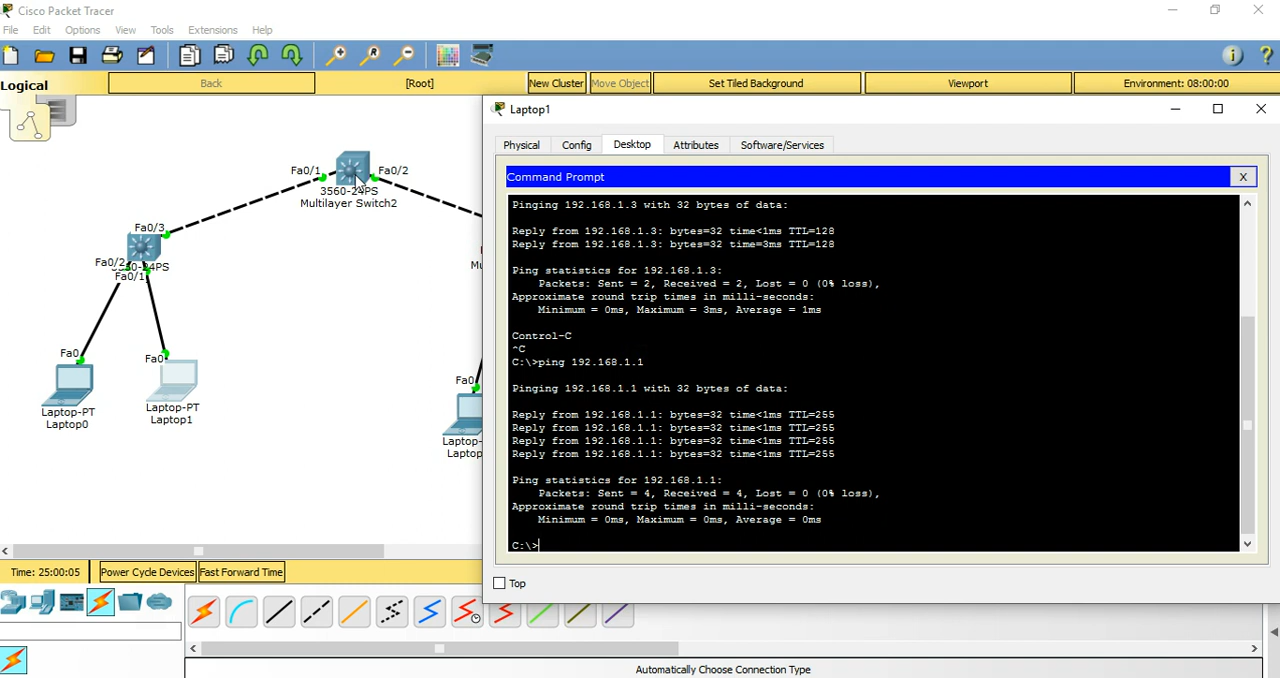 Cisco Packet Tracer
File Edit Options View Tools Extensions Help
Logical
Back
[Root]
New Cluster
Move Object
Set Tiled Background
Viewport
Environment: 08:00:00
Fa0/1
Fa0/2
3560-24PS
Multilayer Switch2
Fa0/3
Fa0/2
Fa0/1
Fa0
Fa0
Laptop-PT
Laptop0
Laptop-PT
Laptop1
Mu
Fa0
Laptop-
Laptop
Laptop1
Physical Config Desktop Attributes Software/Services
Command Prompt
X
Pinging 192.168.1.3 with 32 bytes of data:
Reply from 192.168.1.3: bytes=32 time<1ms TTL=128
Reply from 192.168.1.3: bytes=32 time=3ms TTL=128
Ping statistics for 192.168.1.3:
Packets: Sent = 2, Received = 2, Lost = 0 (0% loss),
Approximate round trip times in milli-seconds:
Minimum = 0ms, Maximum = 3ms, Average = 1ms
Control-C
^C
C:\>ping 192.168.1.1
Pinging 192.168.1.1 with 32 bytes of data:
Reply from 192.168.1.1: bytes=32 time<1ms TTL=255
Reply from 192.168.1.1: bytes=32 time<1ms TTL=255
Reply from 192.168.1.1: bytes=32 time<1ms TTL=255
Reply from 192.168.1.1: bytes=32 time<1ms TTL=255
Ping statistics for 192.168.1.1:
Packets: Sent = 4, Received = 4, Lost = 0 (0% loss),
Approximate round trip times in milli-seconds:
Minimum = 0ms, Maximum = 0ms, Average = 0ms
C:\>
Top
Time: 25:00:05
Power Cycle Devices
Fast Forward Time
Automatically Choose Connection Type